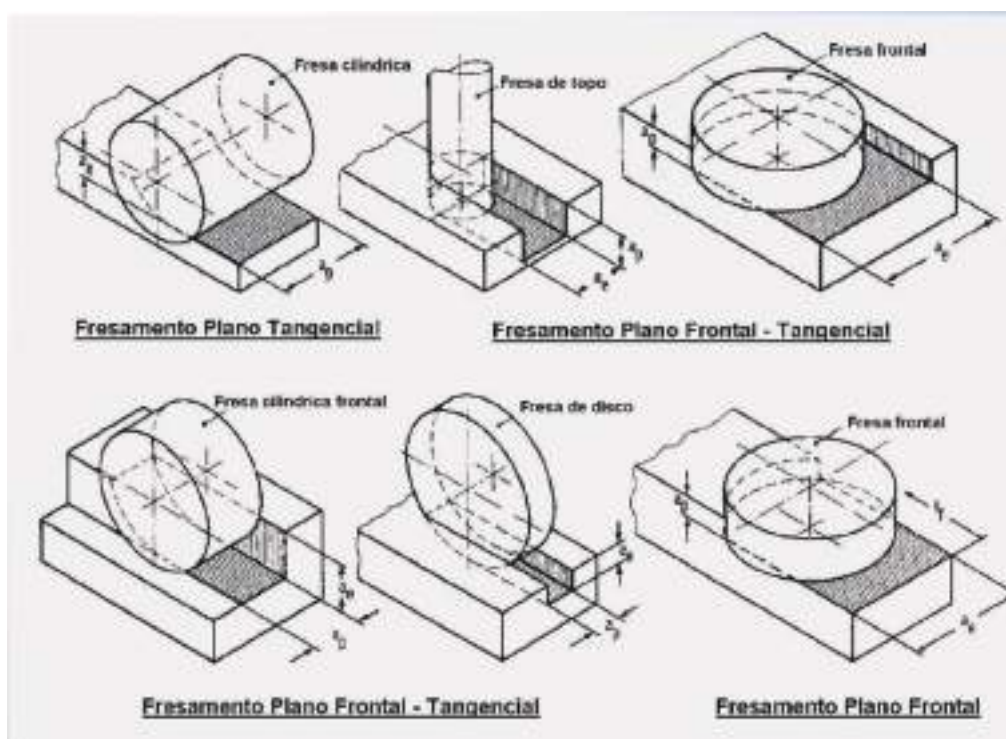 Fresa cilíndrica
Fresa de topo
Fresa frontal
Fresamento Plano Tangencial
Fresamento Plano Frontal - Tangencial
Fresa cilíndrica frontal
Fresa de disco
Fresa frontal
Fresamento Plano Frontal - Tangencial
Fresamento Plano Frontal